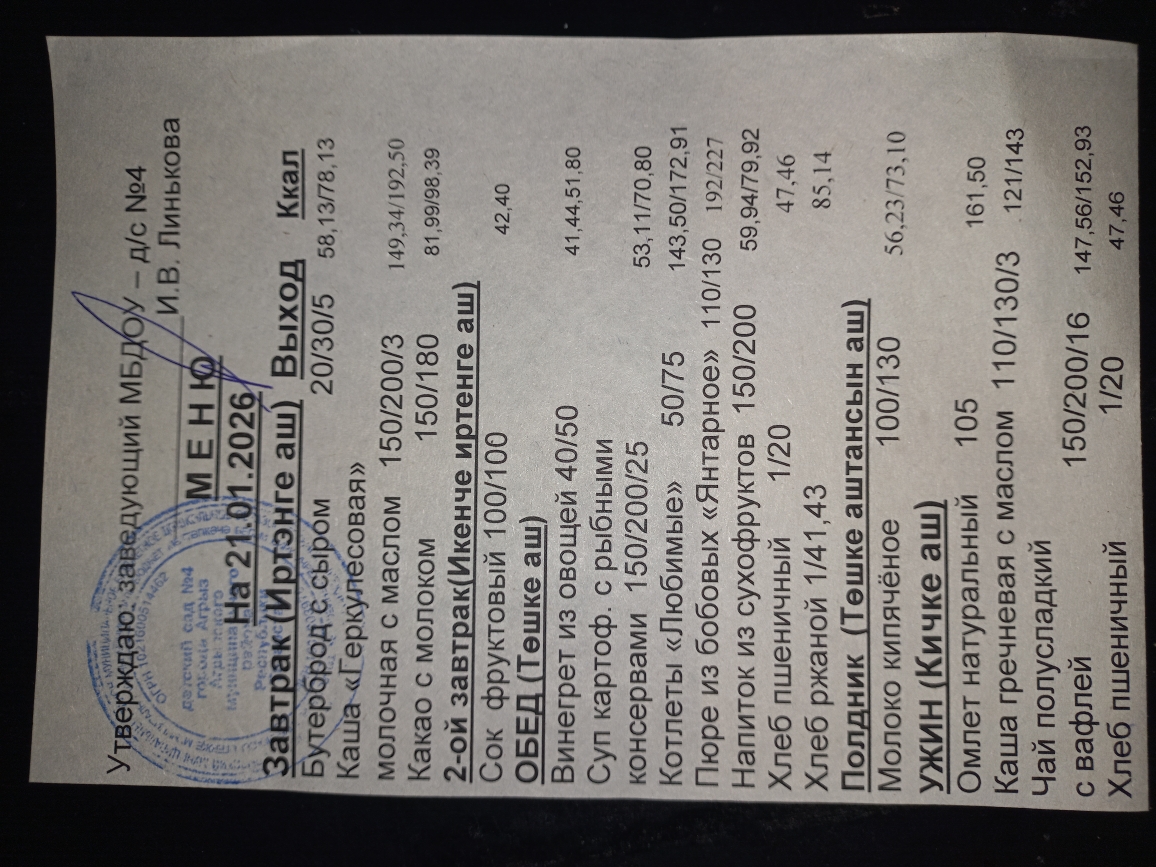 Утверждаю: заведующий МБДОУ – д/с №4
И.В. Линькова
М Е Н Ю
На 21.01.2026
Завтрак (Иртэнге аш) Выход Ккал
Бутерброд с сыром 20/30/5 58,13/78,13
Каша «Геркулесовая»
молочная с маслом 150/200/3 149,34/192,50
Какао с молоком 150/180 81,99/98,39
2-ой завтрак(Икенче иртенге аш)
Сок фруктовый 100/100 42,40
ОБЕД (Төшке аш)
Винегрет из овощей 40/50 41,44,51,80
Суп картоф. с рыбными
консервами 150/200/25 53,11/70,80
Котлеты «Любимые» 50/75 143,50/172,91
Пюре из бобовых «Янтарное» 110/130 192/227
Напиток из сухофруктов 150/200 59,94/79,92
Хлеб пшеничный 1/20 47,46
Хлеб ржаной 1/41,43 85,14
Полдник (Төшке аштансын аш)
Молоко кипячёное 100/130 56,23/73,10
УЖИН (Кичке аш)
Омлет натуральный 105 161,50
Каша гречневая с маслом 110/130/3 121/143
Чай полусладкий
с вафлей 150/200/16 147,56/152,93
Хлеб пшеничный 1/20 47,46
детский сад №4
города Агрыз